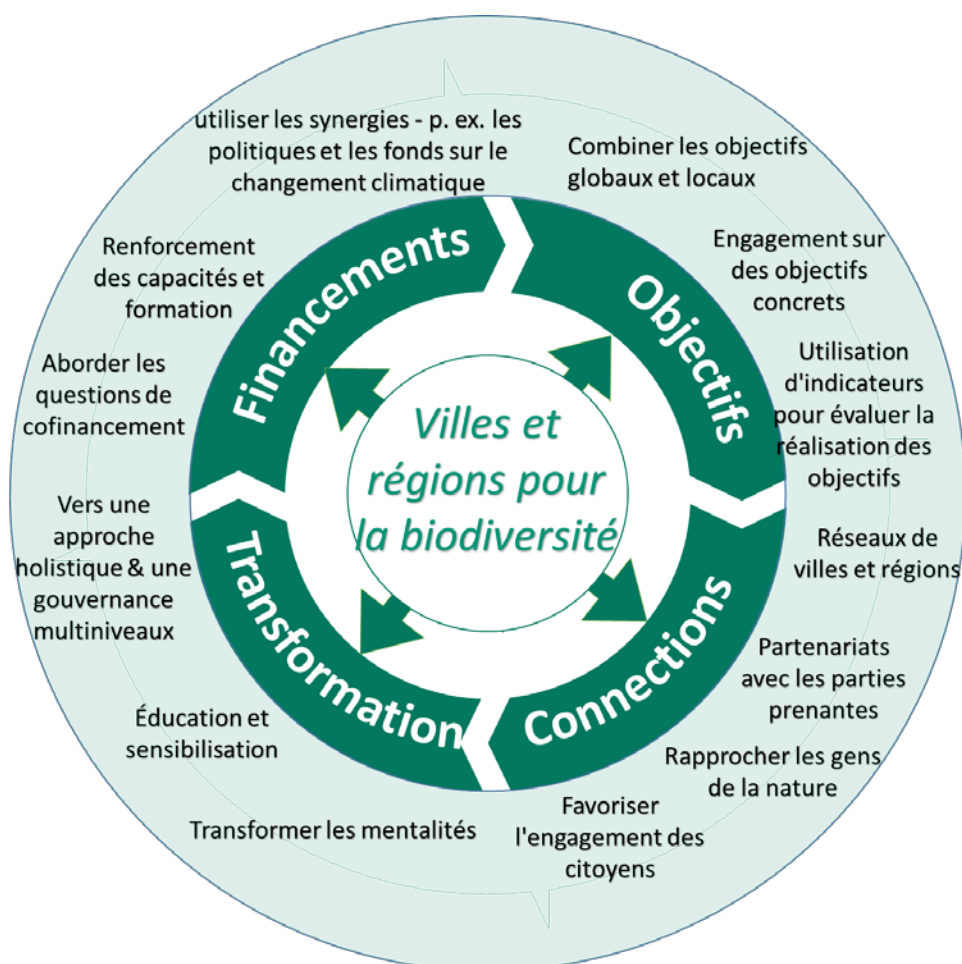 Villes et
régions pour
la biodiversité
Objectifs
Combiner les objectifs
globaux et locaux
Engagement sur
des objectifs
concrets
Utilisation
d'indicateurs
pour évaluer la
réalisation des
objectifs
Connections
Réseaux de
villes et régions
Partenariats
avec les parties
prenantes
Rapprocher les gens
de la nature
Favoriser
l'engagement des
citoyens
Transformation
Transformer les mentalités
Éducation et
sensibilisation
Vers une
approche
holistique & une
gouvernance
multiniveaux
Financements
Aborder les
questions de
cofinancement
Renforcement
des capacités et
formation
utiliser les synergies - p. ex. les
politiques et les fonds sur le
changement climatique